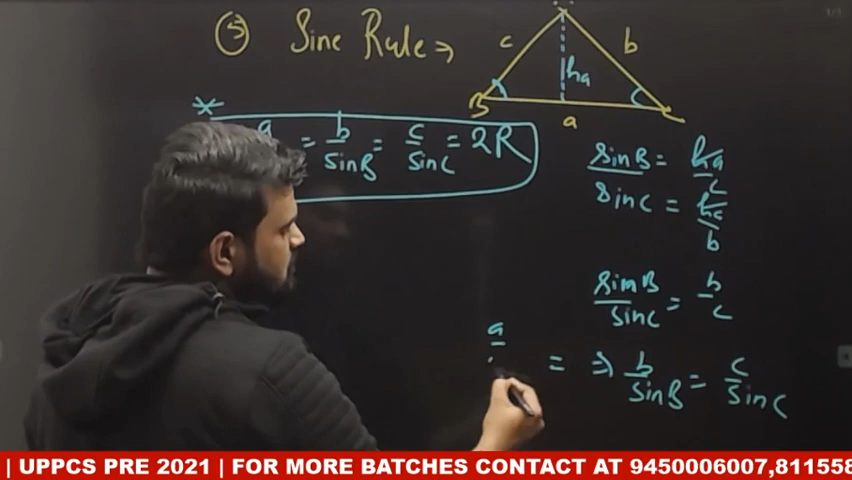 ⑤ Sine Rule ⇒
c
b
ha
B
C
a
*
a = b/sinB = c/sinC = 2R
sinB = ha/c
sinC = ha/b
sinB/sinC = b/c
a
= ⇒ b/sinB = c/sinC
| UPPCS PRE 2021 | FOR MORE BATCHES CONTACT AT 9450006007,811558